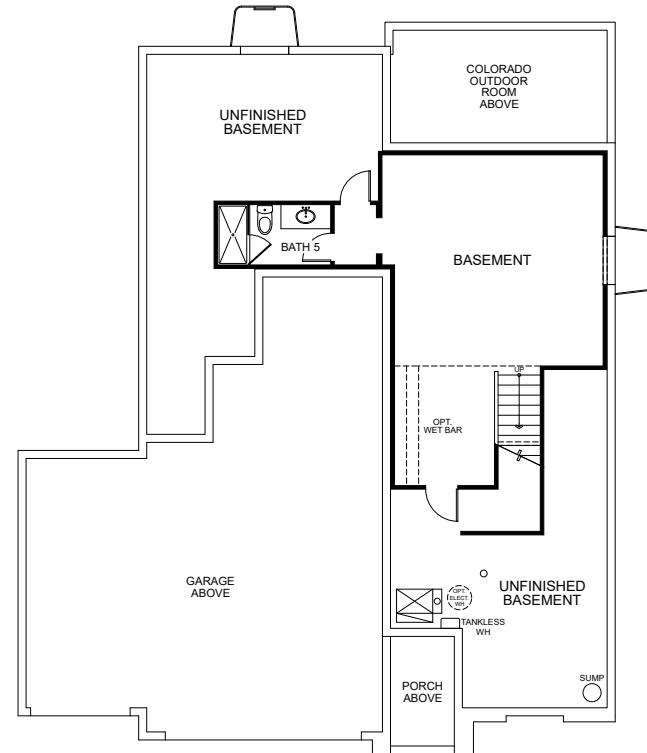 COLORADO
OUTDOOR
ROOM
ABOVE
UNFINISHED
BASEMENT
BATH 5
BASEMENT
UP
OPT.
WET BAR
GARAGE
ABOVE
UNFINISHED
BASEMENT
OPT.
ELECT.
WH
TANKLESS
WH
PORCH
ABOVE
SUMP